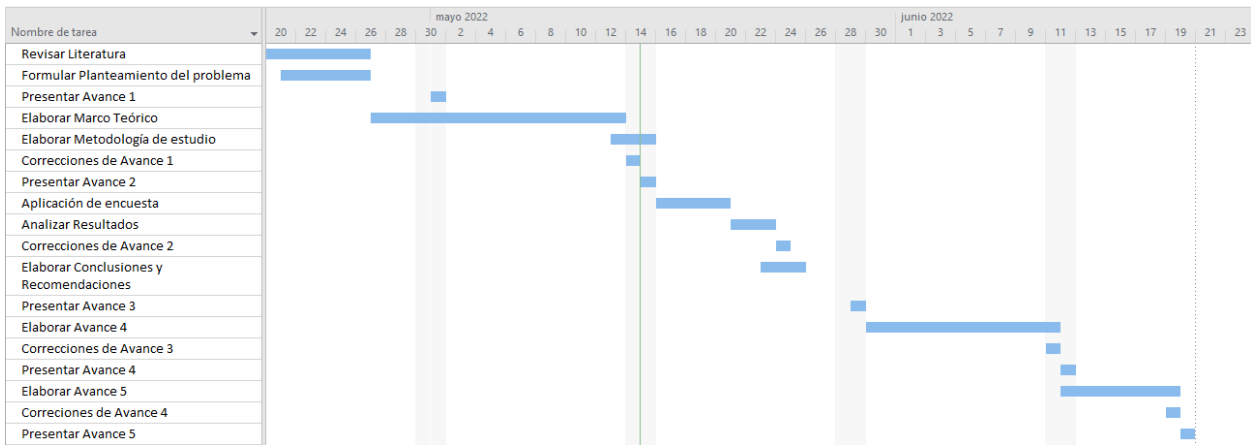 mayo 2022 junio 2022
Nombre de tarea 20 22 24 26 28 30 2 4 6 8 10 12 14 16 18 20 22 24 26 28 30 1 3 5 7 9 11 13 15 17 19 21 23
Revisar Literatura
Formular Planteamiento del problema
Presentar Avance 1
Elaborar Marco Teórico
Elaborar Metodología de estudio
Correcciones de Avance 1
Presentar Avance 2
Aplicación de encuesta
Analizar Resultados
Correcciones de Avance 2
Elaborar Conclusiones y
Recomendaciones
Presentar Avance 3
Elaborar Avance 4
Correcciones de Avance 3
Presentar Avance 4
Elaborar Avance 5
Correciones de Avance 4
Presentar Avance 5